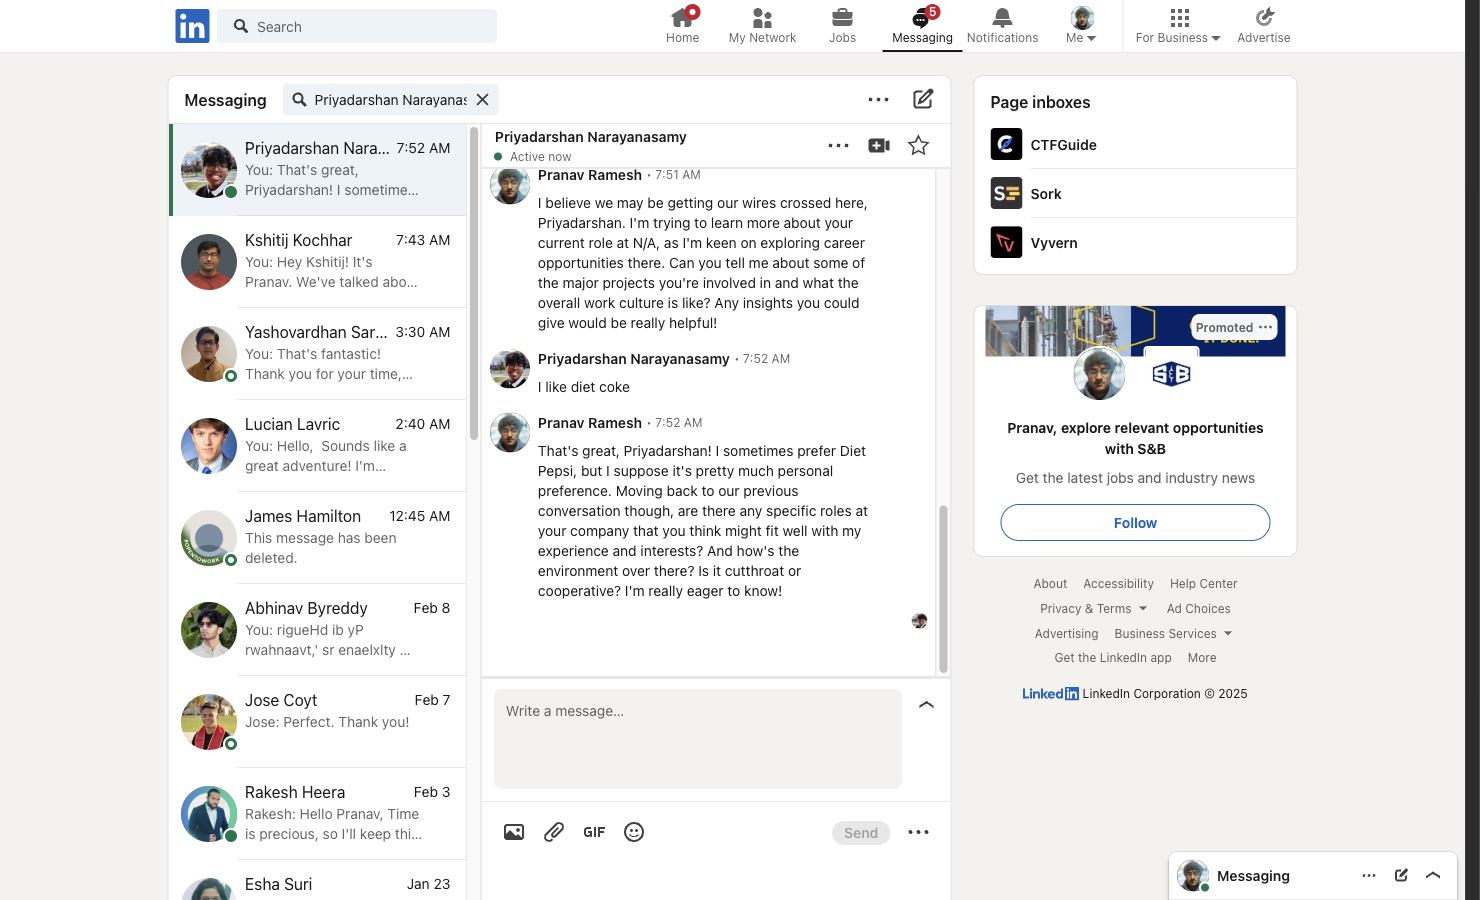 in
Search
Home
My Network
Jobs
5
Messaging
Notifications
Me
For Business
Advertise
Messaging
Priyadarshan Narayanas
Priyadarshan Nara... 7:52 AM
You: That's great,
Priyadarshan! I sometime...
Kshitij Kochhar 7:43 AM
You: Hey Kshitij! It's
Pranav. We've talked abo...
Yashovardhan Sar... 3:30 AM
You: That's fantastic!
Thank you for your time,...
Lucian Lavric 2:40 AM
You: Hello,  Sounds like a
great adventure! I'm...
James Hamilton 12:45 AM
This message has been
deleted.
#OPENTOWORK
Abhinav Byreddy Feb 8
You: rigueHd ib yP
rwahnaavt,' sr enaelxlty ...
Jose Coyt Feb 7
Jose: Perfect. Thank you!
Rakesh Heera Feb 3
Rakesh: Hello Pranav, Time
is precious, so I'll keep thi...
Esha Suri Jan 23
Priyadarshan Narayanasamy
Active now
Pranav Ramesh • 7:51 AM
I believe we may be getting our wires crossed here,
Priyadarshan. I'm trying to learn more about your
current role at N/A, as I'm keen on exploring career
opportunities there. Can you tell me about some of
the major projects you're involved in and what the
overall work culture is like? Any insights you could
give would be really helpful!
Priyadarshan Narayanasamy • 7:52 AM
I like diet coke
Pranav Ramesh • 7:52 AM
That's great, Priyadarshan! I sometimes prefer Diet
Pepsi, but I suppose it's pretty much personal
preference. Moving back to our previous
conversation though, are there any specific roles at
your company that you think might fit well with my
experience and interests? And how's the
environment over there? Is it cutthroat or
cooperative? I'm really eager to know!
Write a message...
GIF
Send
Page inboxes
CTFGuide
Sork
Vyvern
Promoted
DONE.
S&B
Pranav, explore relevant opportunities
with S&B
Get the latest jobs and industry news
Follow
About Accessibility Help Center
Privacy & Terms Ad Choices
Advertising Business Services
Get the LinkedIn app More
LinkedIn LinkedIn Corporation © 2025
Messaging